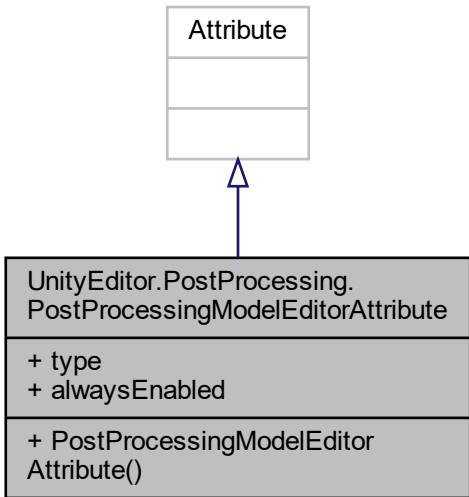 Attribute
UnityEditor.PostProcessing.
PostProcessingModelEditorAttribute
+ type
+ alwaysEnabled
+ PostProcessingModelEditor
Attribute()